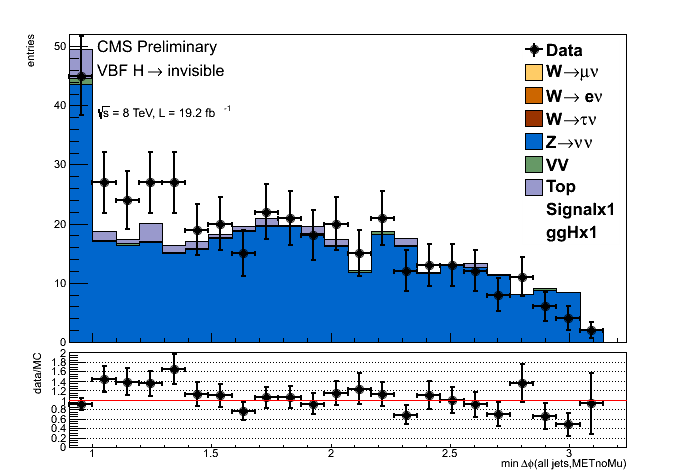 entries
50
40
30
20
10
0
CMS Preliminary
VBF H → invisible
√s = 8 TeV, L = 19.2 fb ⁻¹
Data
W→μν
W→ eν
W→τν
Z→νν
VV
Top
Signalx1
ggHx1
data/MC
2
1.8
1.6
1.4
1.2
1
0.8
0.6
0.4
0.2
0
1 1.5 2 2.5 3
min Δϕ(all jets,METnoMu)